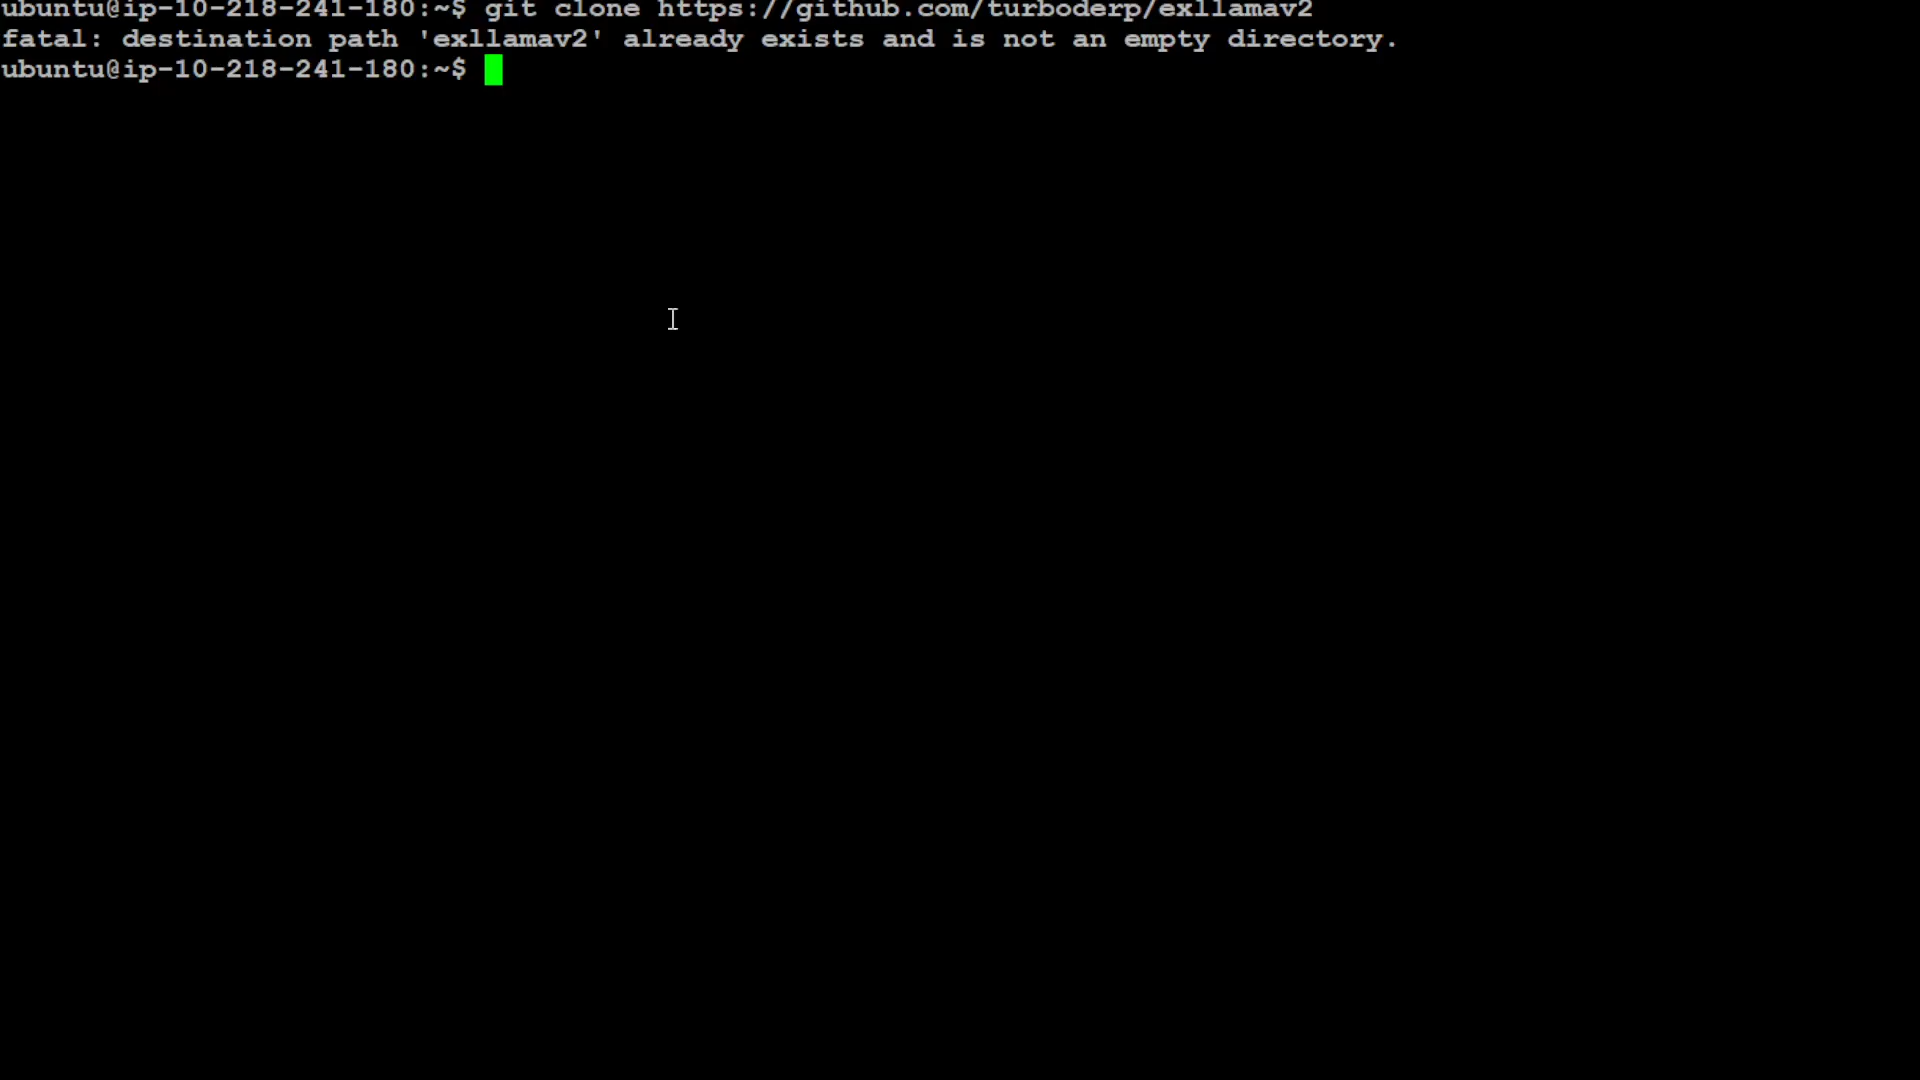 ubuntu@ip-10-218-241-180:~$ git clone https://github.com/turboderp/exllamav2
fatal: destination path 'exllamav2' already exists and is not an empty directory.
ubuntu@ip-10-218-241-180:~$